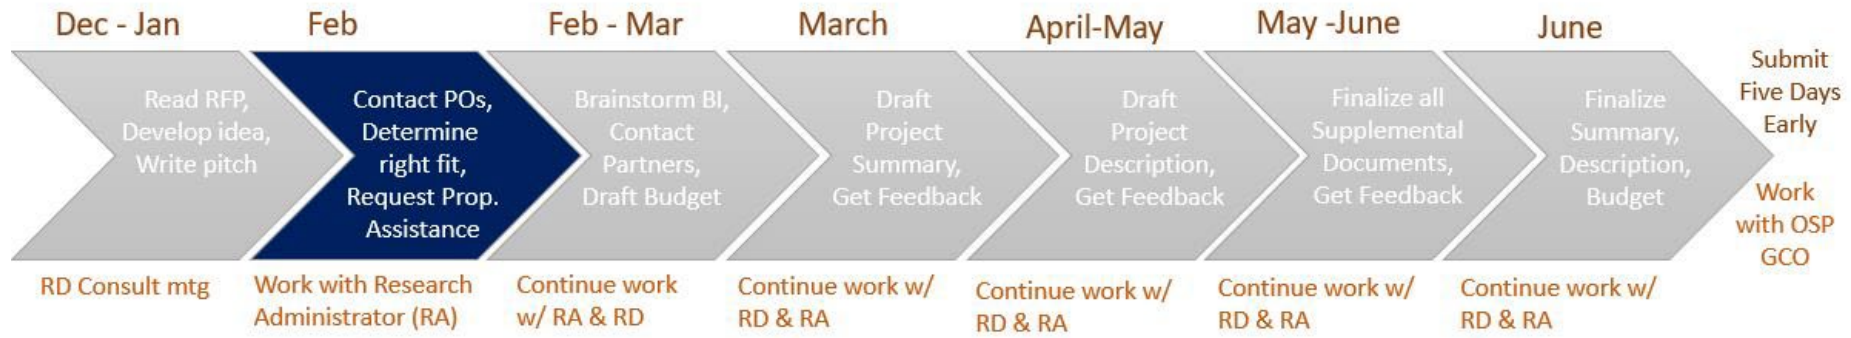 Dec - Jan
Feb
Feb - Mar
March
April-May
May -June
June
Read RFP,
Develop idea,
Write pitch
Contact POs,
Determine
right fit,
Request Prop.
Assistance
Brainstorm BI,
Contact
Partners,
Draft Budget
Draft
Project
Summary,
Get Feedback
Draft
Project
Description,
Get Feedback
Finalize all
Supplemental
Documents,
Get Feedback
Finalize
Summary,
Description,
Budget
Submit
Five Days
Early
Work
with OSP
GCO
RD Consult mtg
Work with Research
Administrator (RA)
Continue work
w/ RA & RD
Continue work w/
RD & RA
Continue work w/
RD & RA
Continue work w/
RD & RA
Continue work w/
RD & RA